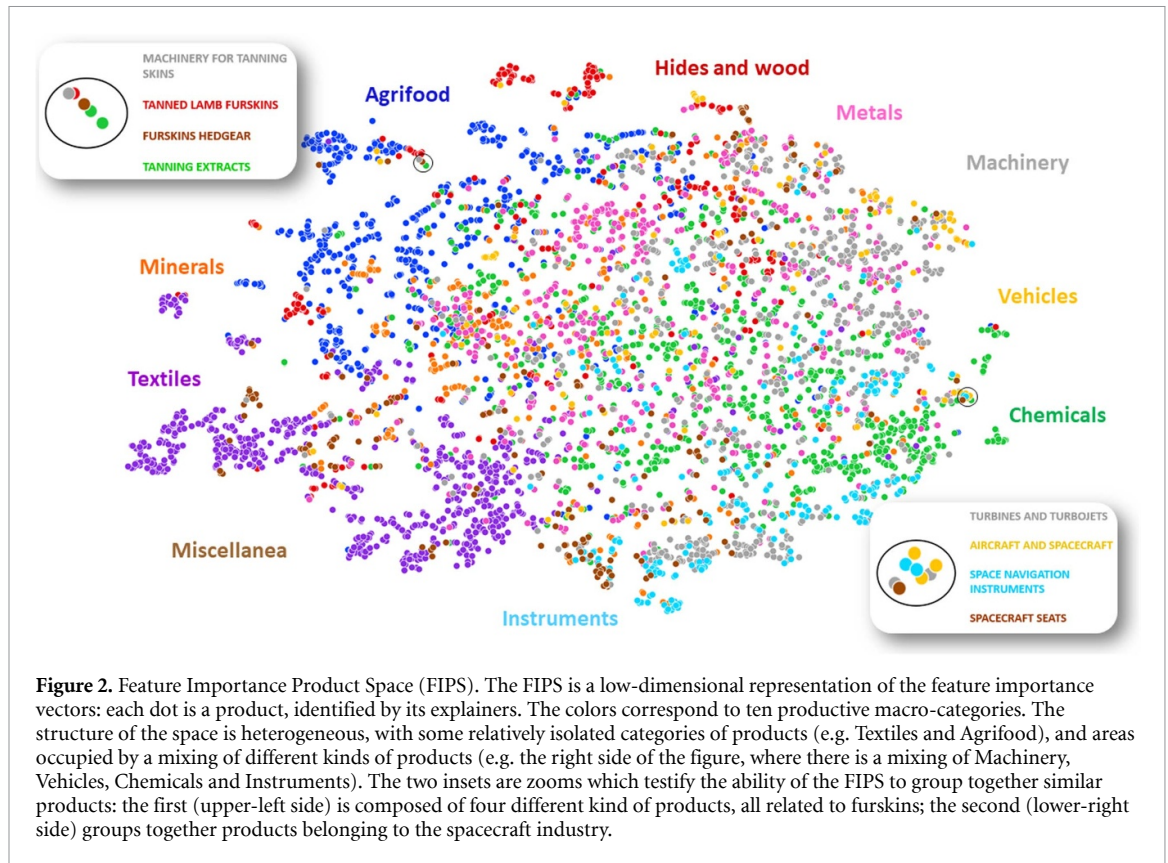 MACHINERY FOR TANNING
SKINS
TANNED LAMB FURSKINS
FURSKINS HEDGEAR
TANNING EXTRACTS
Agrifood
Hides and wood
Metals
Machinery
Minerals
Vehicles
Textiles
Chemicals
Miscellanea
Instruments
TURBINES AND TURBOJETS
AIRCRAFT AND SPACECRAFT
SPACE NAVIGATION
INSTRUMENTS
SPACECRAFT SEATS
Figure 2. Feature Importance Product Space (FIPS). The FIPS is a low-dimensional representation of the feature importance
vectors: each dot is a product, identified by its explainers. The colors correspond to ten productive macro-categories. The
structure of the space is heterogeneous, with some relatively isolated categories of products (e.g. Textiles and Agrifood), and areas
occupied by a mixing of different kinds of products (e.g. the right side of the figure, where there is a mixing of Machinery,
Vehicles, Chemicals and Instruments). The two insets are zooms which testify the ability of the FIPS to group together similar
products: the first (upper-left side) is composed of four different kind of products, all related to furskins; the second (lower-right
side) groups together products belonging to the spacecraft industry.